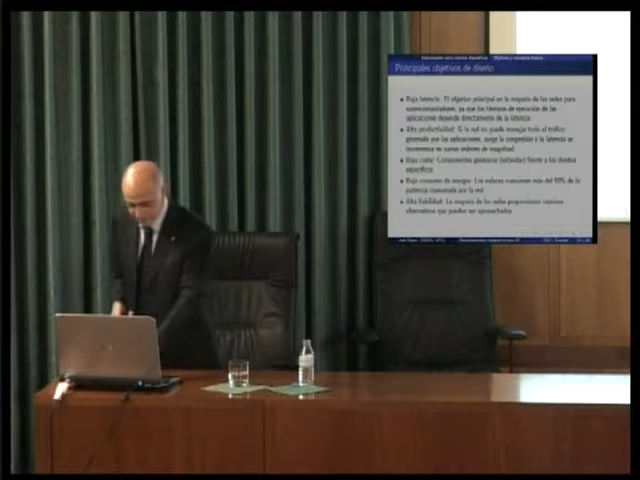 Principales objetivos de diseño
Baja latencia: El objetivo principal en la mayoría de las redes para
supercomputadores, ya que los tiempos de ejecución de las
aplicaciones depende directamente de la latencia.
Alta productividad: Si la red no puede manejar todo el tráfico
generado por las aplicaciones, surge la congestión y la latencia se
incrementa en varios órdenes de magnitud.
Bajo coste: Componentes genéricos (estándar) frente a los diseños
específicos.
Bajo consumo de energía: Los enlaces consumen más del 60% de la
potencia consumida por la red
Alta fiabilidad: La mayoría de las redes proporcionan caminos
alternativos que pueden ser aprovechados